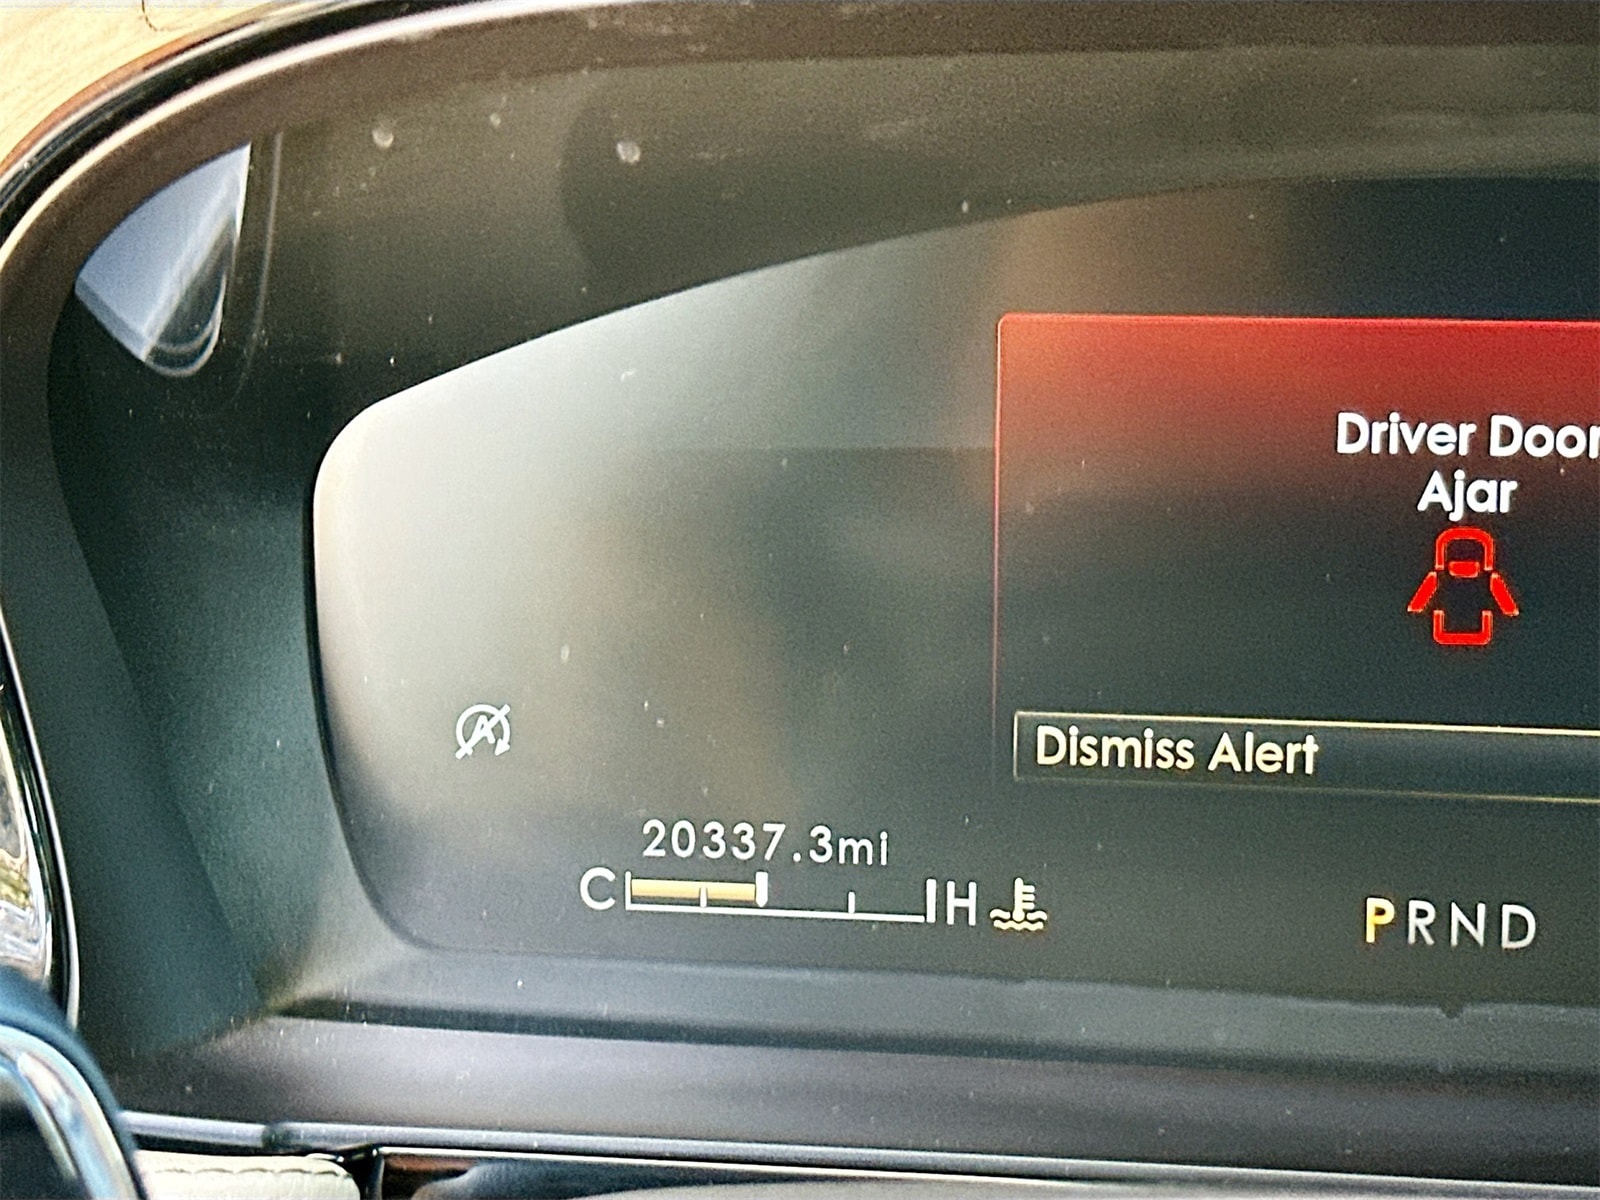 Driver Door
Ajar
A
Dismiss Alert
20337.3mi
C H
PRND